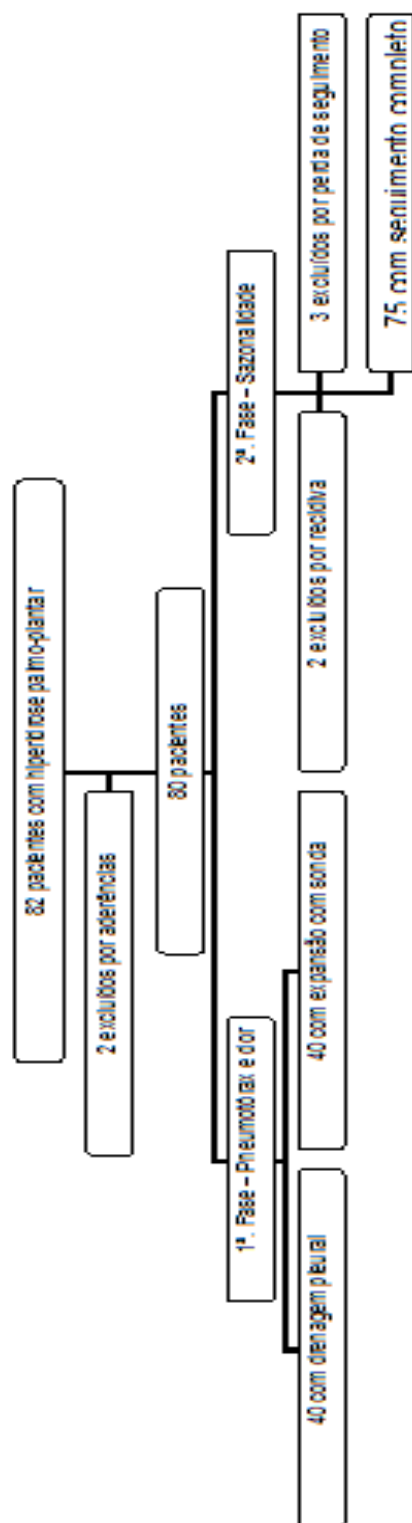 82 pacientes com hiperidrose palmo-plantar
2 excluídos por aderências
80 pacientes
1ª. Fase – Pneumotórax e dor
2ª. Fase – Sazonalidade
40 com drenagem pleural
40 com expansão com sonda
2 excluídos por recidiva
3 excluídos por perda de seguimento
75 com seguimento completo